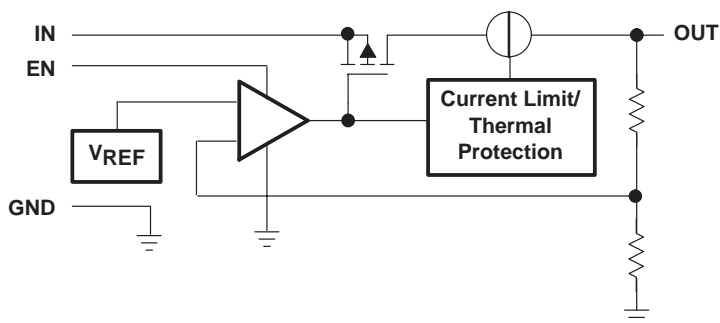 IN
OUT
EN
Current Limit/
Thermal
Protection
VREF
GND